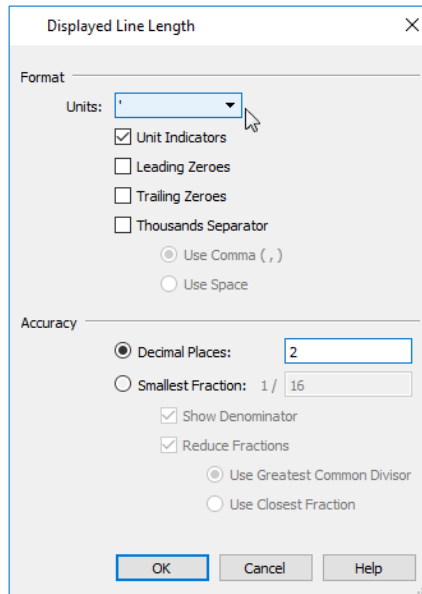 Displayed Line Length
Format
Units: '
Unit Indicators
Leading Zeroes
Trailing Zeroes
Thousands Separator
Use Comma ( , )
Use Space
Accuracy
Decimal Places: 2
Smallest Fraction: 1 / 16
Show Denominator
Reduce Fractions
Use Greatest Common Divisor
Use Closest Fraction
OK Cancel Help